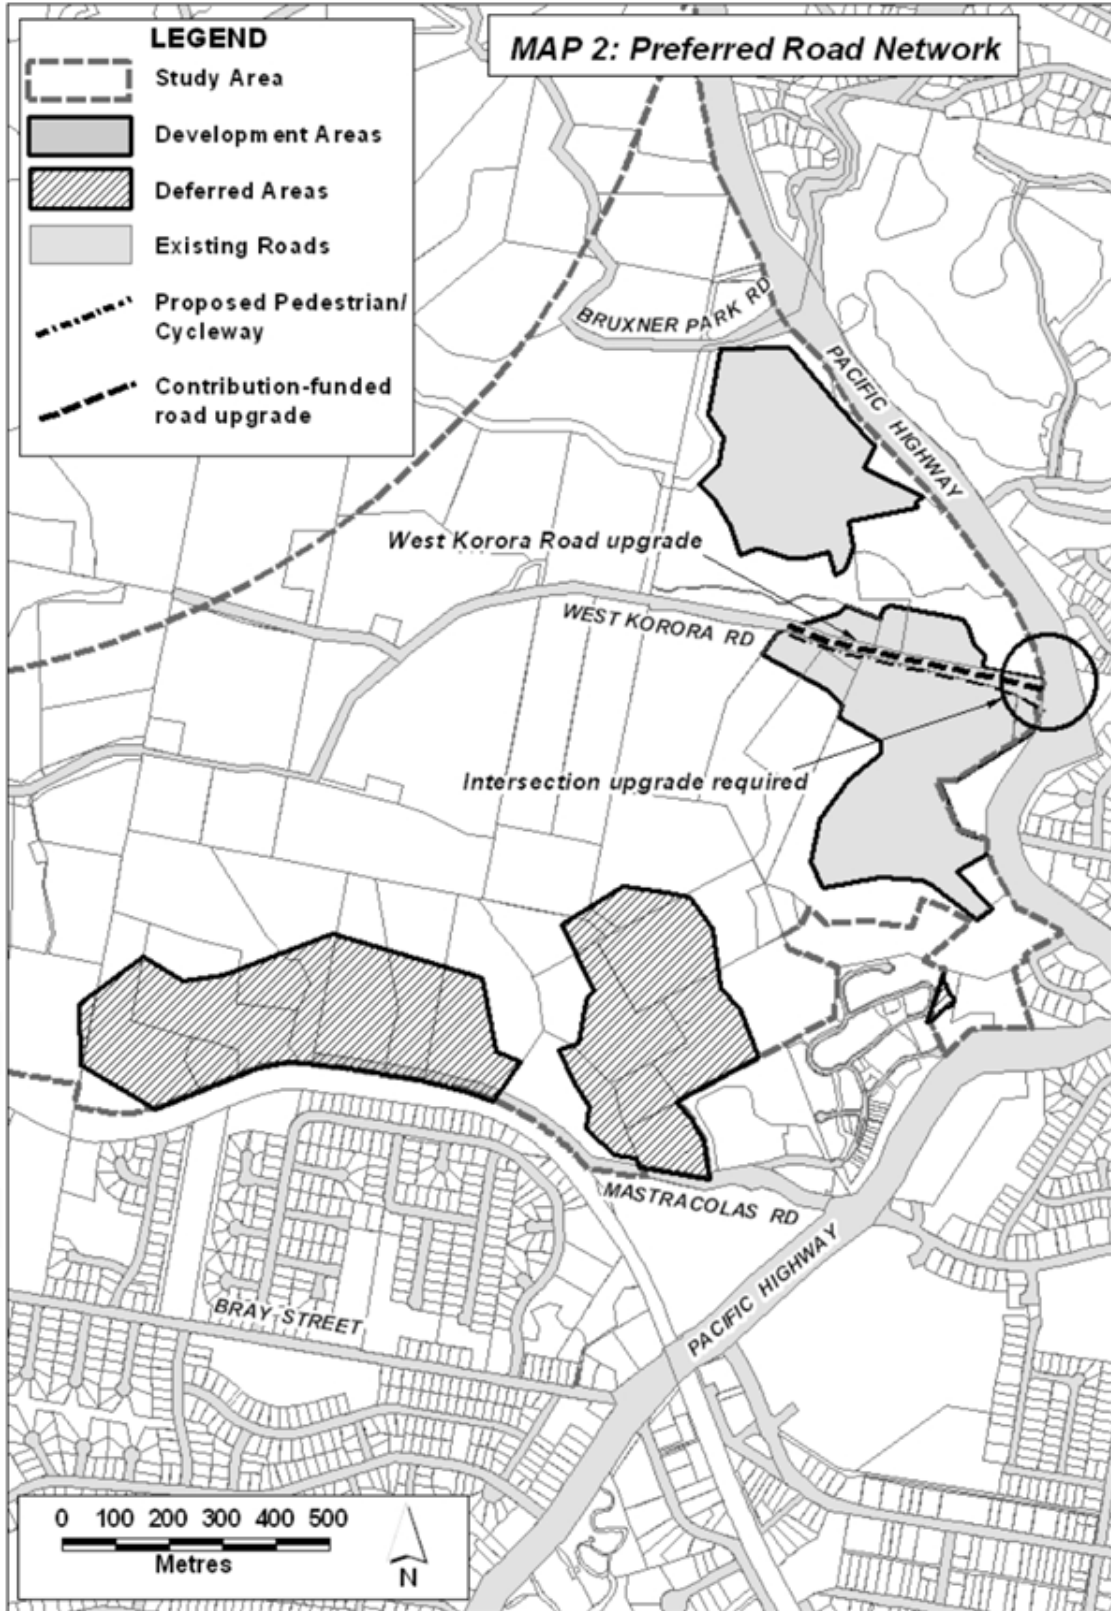 LEGEND
Study Area
Development Areas
Deferred Areas
Existing Roads
Proposed Pedestrian/
Cycleway
Contribution-funded
road upgrade
MAP 2: Preferred Road Network
BRUXNER PARK RD
PACIFIC HIGHWAY
West Korora Road upgrade
WEST KORORA RD
Intersection upgrade required
MASTRACOLAS RD
PACIFIC HIGHWAY
BRAY STREET
0 100 200 300 400 500
Metres
N